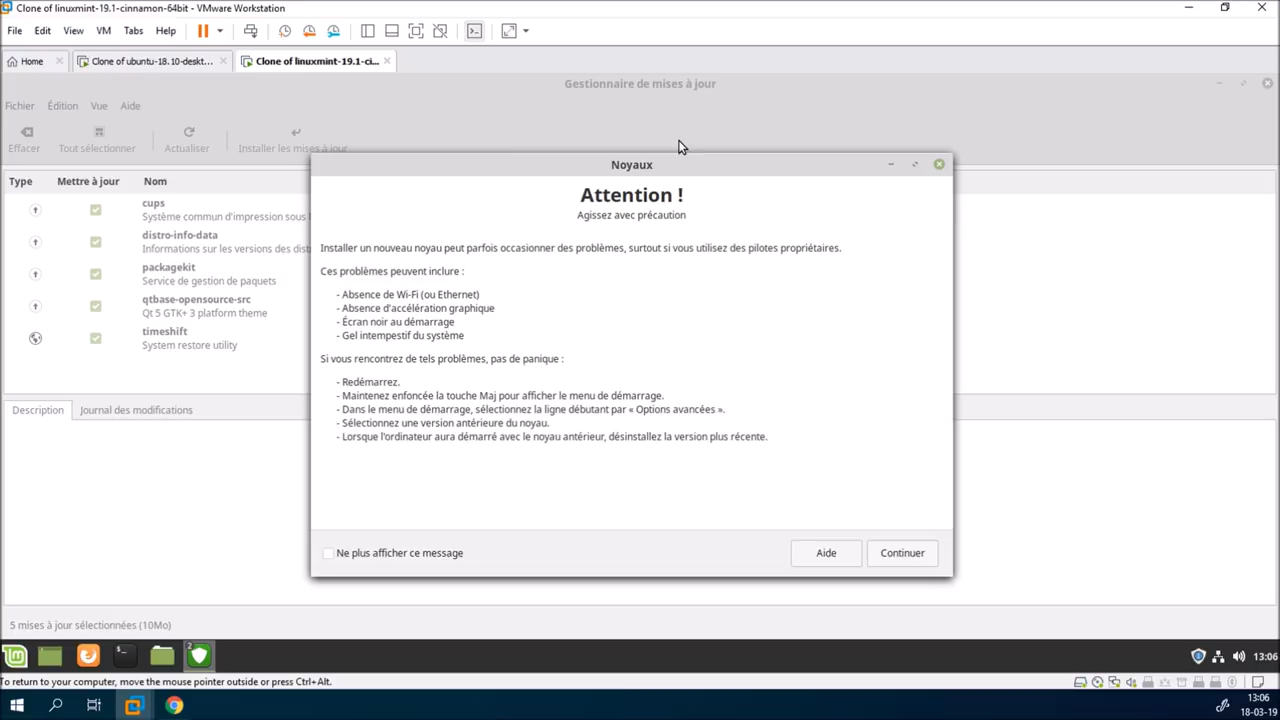 Clone of linuxmint-19.1-cinnamon-64bit - VMware Workstation
File Edit View VM Tabs Help
Home Clone of ubuntu-18.10-deskt... Clone of linuxmint-19.1-ci...
Gestionnaire de mises à jour
Fichier Édition Vue Aide
Effacer Tout sélectionner Actualiser Installer les mises à jour
Type Mettre à jour Nom
cups
Système commun d'impression sous
distro-info-data
Informations sur les versions des dis
packagekit
Service de gestion de paquets
qtbase-opensource-src
Qt 5 GTK+ 3 platform theme
timeshift
System restore utility
Noyaux
Attention !
Agissez avec précaution
Installer un nouveau noyau peut parfois occasionner des problèmes, surtout si vous utilisez des pilotes propriétaires.
Ces problèmes peuvent inclure :
- Absence de Wi-Fi (ou Ethernet)
- Absence d'accélération graphique
- Écran noir au démarrage
- Gel intempestif du système
Si vous rencontrez de tels problèmes, pas de panique :
- Redémarrez.
- Maintenez enfoncée la touche Maj pour afficher le menu de démarrage.
- Dans le menu de démarrage, sélectionnez la ligne débutant par « Options avancées ».
- Sélectionnez une version antérieure du noyau.
- Lorsque l'ordinateur aura démarré avec le noyau antérieur, désinstallez la version plus récente.
Ne plus afficher ce message Aide Continuer
Description Journal des modifications
5 mises à jour sélectionnées (10Mo)
2
13:06
To return to your computer, move the mouse pointer outside or press Ctrl+Alt.
13:06
18-03-19